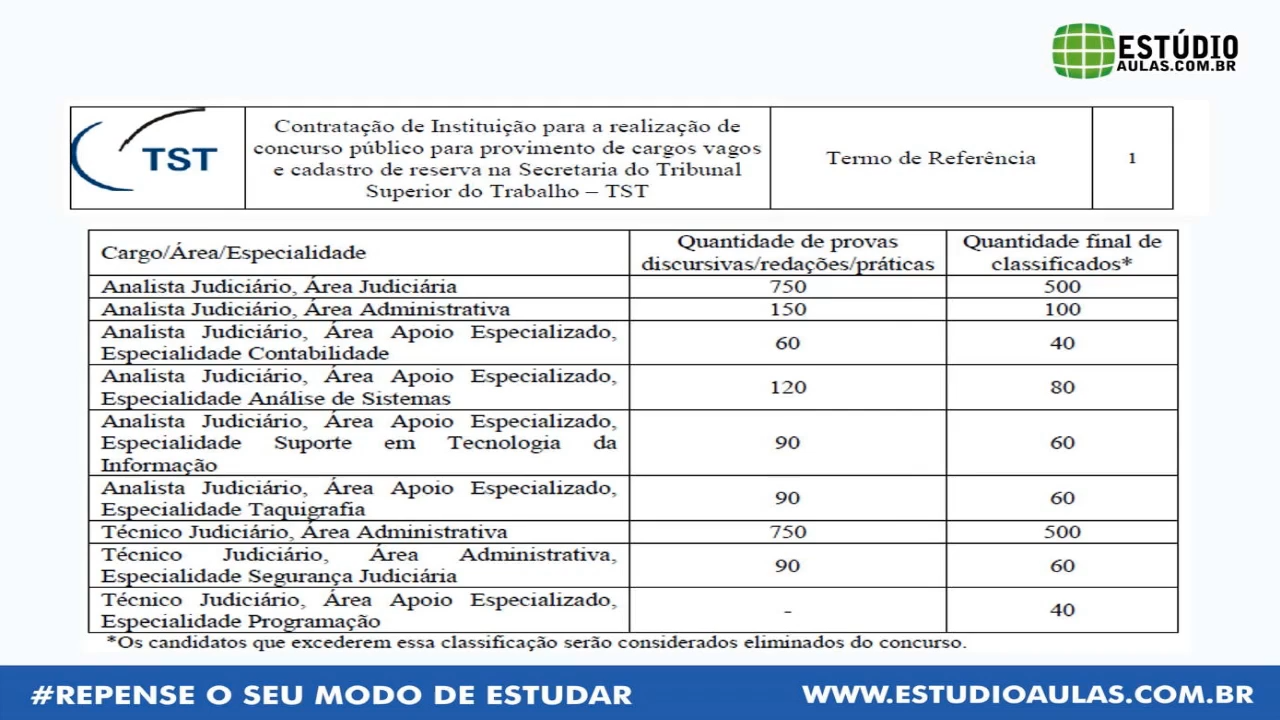 ESTÚDIO
AULAS.COM.BR
TST
Contratação de Instituição para a realização de
concurso público para provimento de cargos vagos
e cadastro de reserva na Secretaria do Tribunal
Superior do Trabalho – TST
Termo de Referência
1
Cargo/Área/Especialidade
Quantidade de provas
discursivas/redações/práticas
Quantidade final de
classificados*
Analista Judiciário, Área Judiciária
750
500
Analista Judiciário, Área Administrativa
150
100
Analista Judiciário, Área Apoio Especializado,
Especialidade Contabilidade
60
40
Analista Judiciário, Área Apoio Especializado,
Especialidade Análise de Sistemas
120
80
Analista Judiciário, Área Apoio Especializado,
Especialidade Suporte em Tecnologia da
Informação
90
60
Analista Judiciário, Área Apoio Especializado,
Especialidade Taquigrafia
90
60
Técnico Judiciário, Área Administrativa
750
500
Técnico Judiciário, Área Administrativa,
Especialidade Segurança Judiciária
90
60
Técnico Judiciário, Área Apoio Especializado,
Especialidade Programação
-
40
*Os candidatos que excederem essa classificação serão considerados eliminados do concurso.
#REPENSE O SEU MODO DE ESTUDAR
WWW.ESTUDIOAULAS.COM.BR